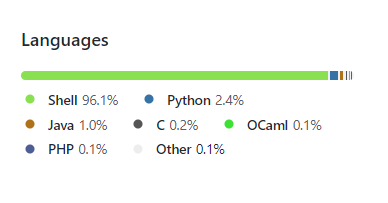 Languages
Shell 96.1% Python 2.4%
Java 1.0% C 0.2% OCaml 0.1%
PHP 0.1% Other 0.1%